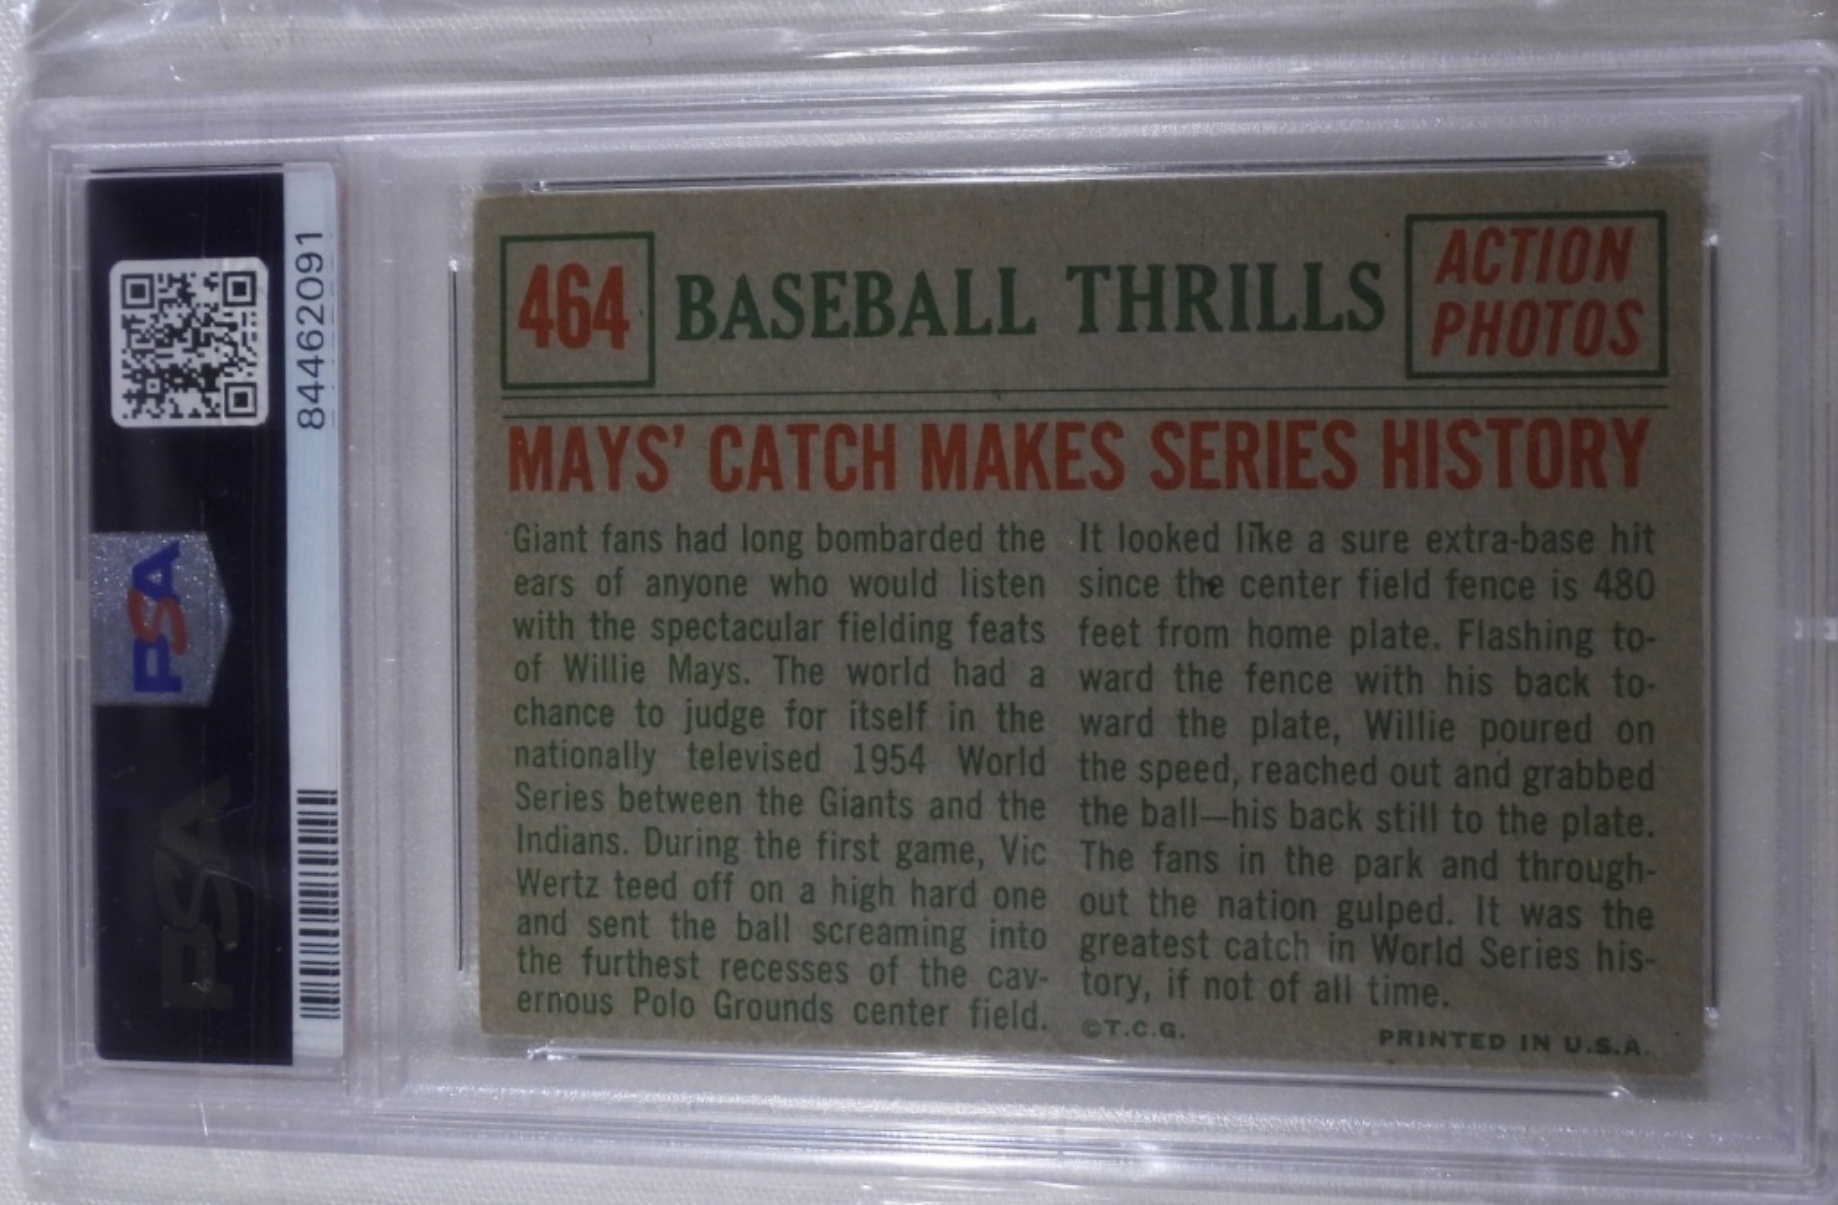 84462091
PSA
PSA
464
BASEBALL THRILLS
ACTION
PHOTOS
MAYS' CATCH MAKES SERIES HISTORY
Giant fans had long bombarded the
ears of anyone who would listen
with the spectacular fielding feats
of Willie Mays. The world had a
chance to judge for itself in the
nationally televised 1954 World
Series between the Giants and the
Indians. During the first game, Vic
Wertz teed off on a high hard one
and sent the ball screaming into
the furthest recesses of the cav-
ernous Polo Grounds center field.
It looked like a sure extra-base hit
since the center field fence is 480
feet from home plate. Flashing to-
ward the fence with his back to-
ward the plate, Willie poured on
the speed, reached out and grabbed
the ball—his back still to the plate.
The fans in the park and through-
out the nation gulped. It was the
greatest catch in World Series his-
tory, if not of all time.
©T.C.G.
PRINTED IN U.S.A.